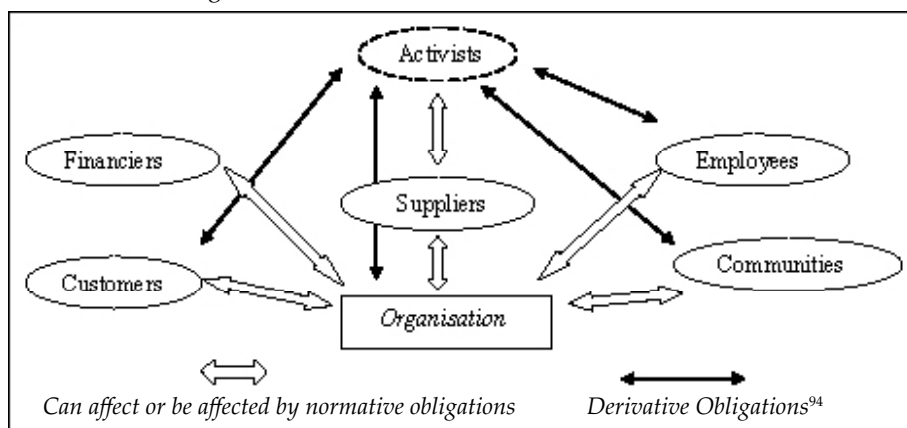 Activists
Financiers
Employees
Suppliers
Customers
Communities
Organisation
Can affect or be affected by normative obligations
Derivative Obligations⁹⁴